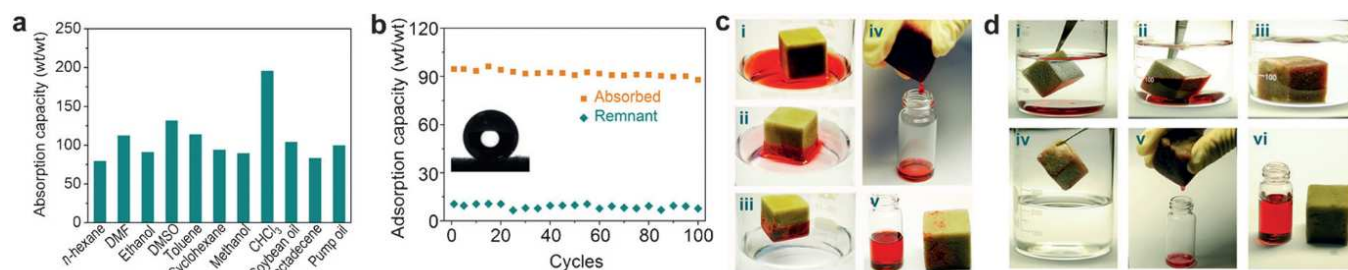 a
Absorption capacity (wt/wt)
250
200
150
100
50
0
n-hexane
DMF
Ethanol
DMSO
Toluene
Cyclohexane
Methanol
CHCl3
Soybean oil
Pump oil
b
Adsorption capacity (wt/wt)
120
90
60
30
0
Absorbed
Remnant
0 20 40 60 80 100
Cycles
c
i
ii
iii
iv
v
d
i
ii
iii
iv
v
vi